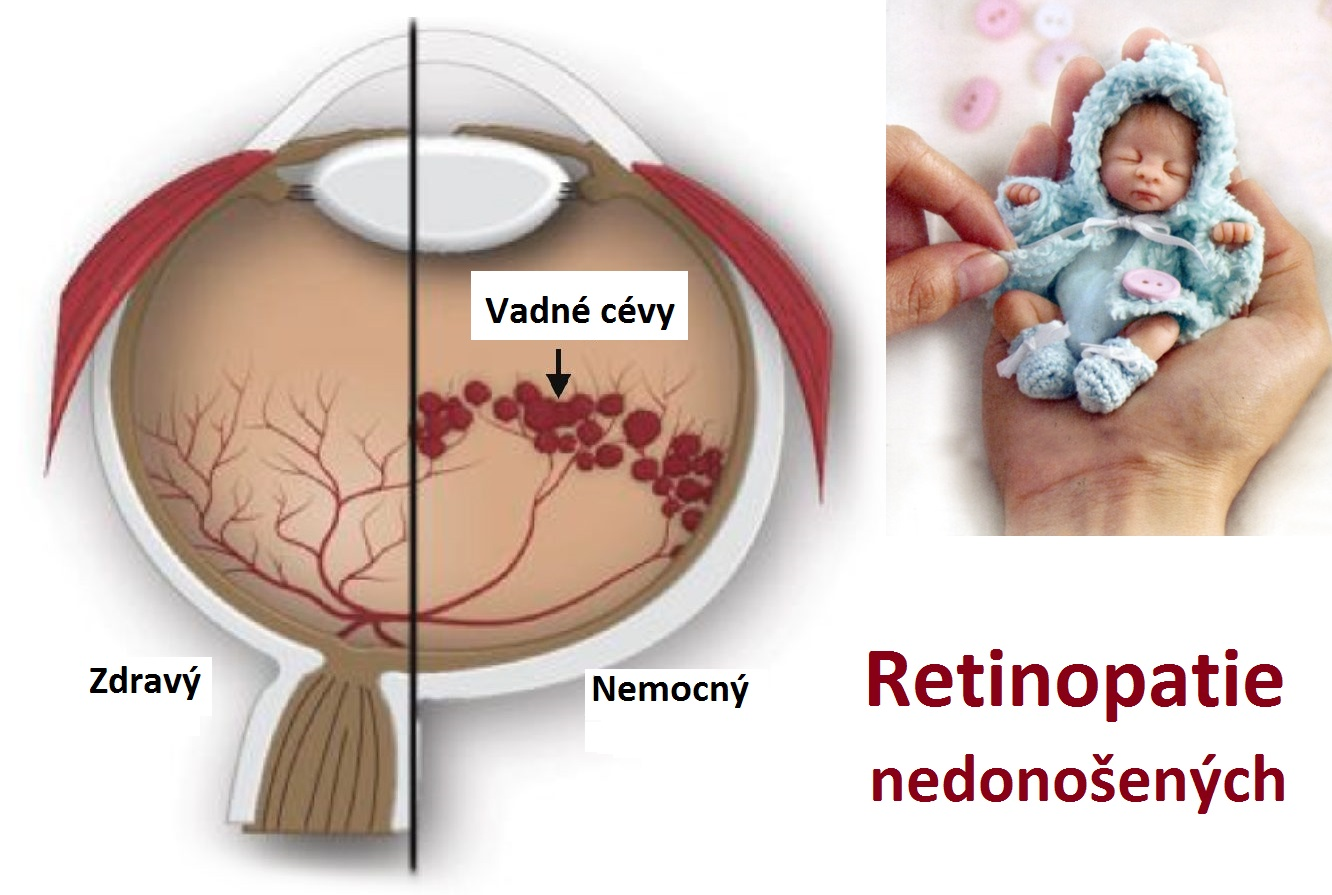 Vadné cévy
Zdravý
Nemocný
Retinopatie
nedonošených